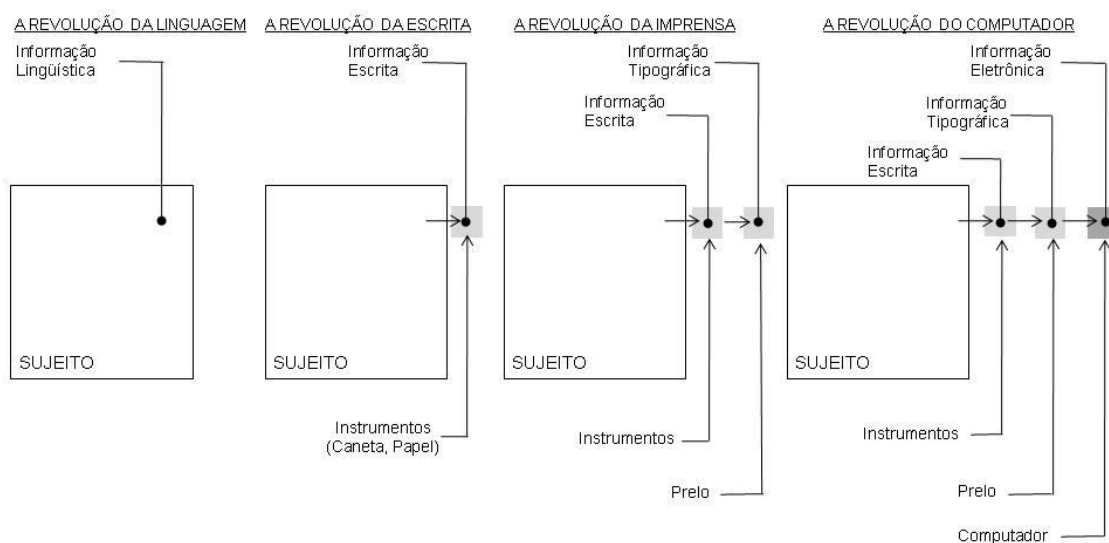 A REVOLUÇÃO DA LINGUAGEM
Informação
Lingüística
SUJEITO
A REVOLUÇÃO DA ESCRITA
Informação
Escrita
SUJEITO
Instrumentos
(Caneta, Papel)
A REVOLUÇÃO DA IMPRENSA
Informação
Tipográfica
Informação
Escrita
SUJEITO
Instrumentos
Prelo
A REVOLUÇÃO DO COMPUTADOR
Informação
Eletrônica
Informação
Tipográfica
Informação
Escrita
SUJEITO
Instrumentos
Prelo
Computador